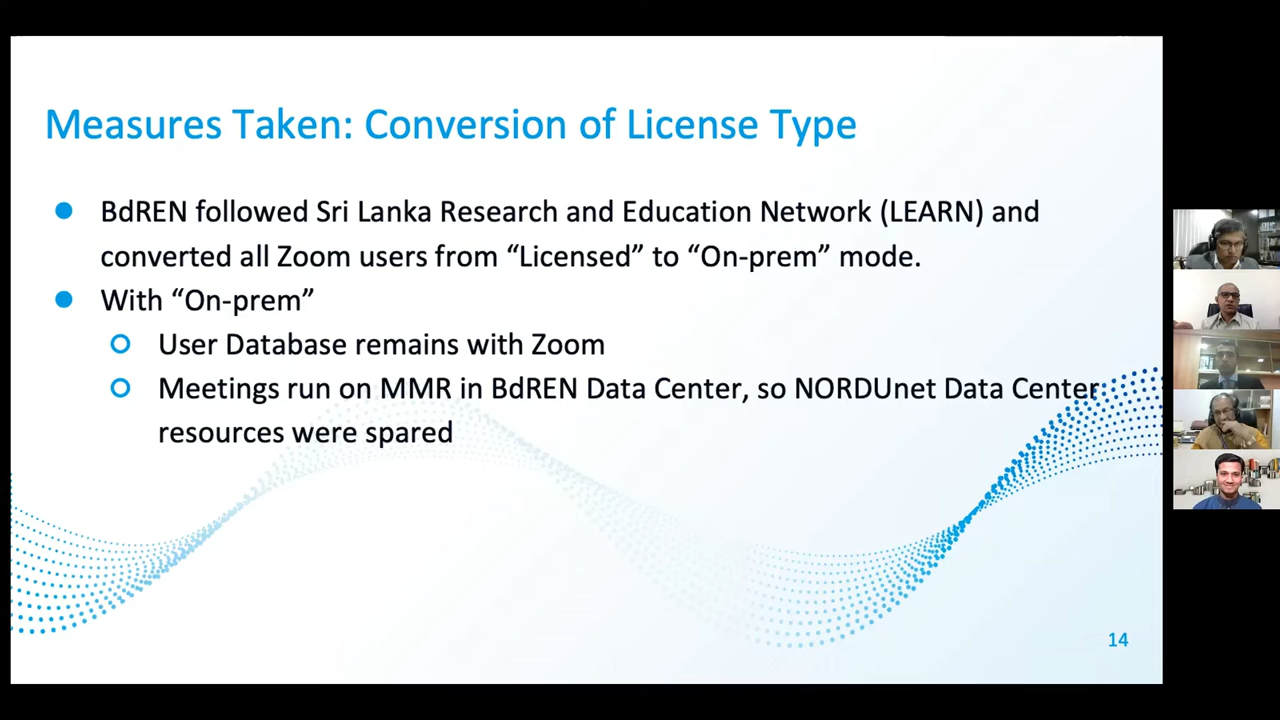 Measures Taken: Conversion of License Type
BdREN followed Sri Lanka Research and Education Network (LEARN) and
converted all Zoom users from “Licensed” to “On-prem” mode.
With “On-prem”
User Database remains with Zoom
Meetings run on MMR in BdREN Data Center, so NORDUnet Data Center
resources were spared
14